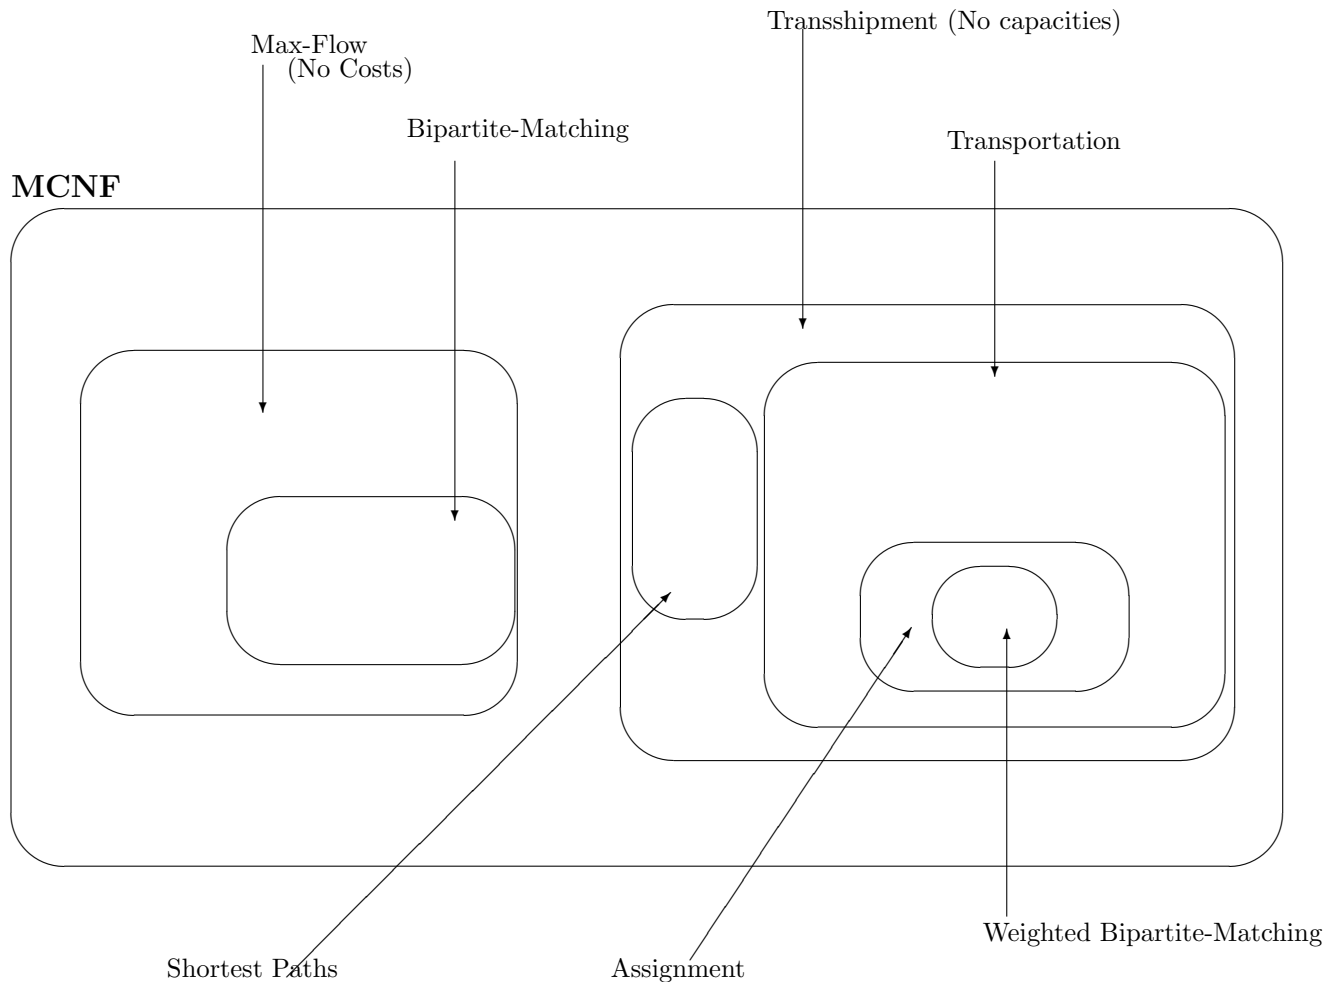 Transshipment (No capacities)
Max-Flow
(No Costs)
Bipartite-Matching
Transportation
MCNF
Weighted Bipartite-Matching
Shortest Paths
Assignment